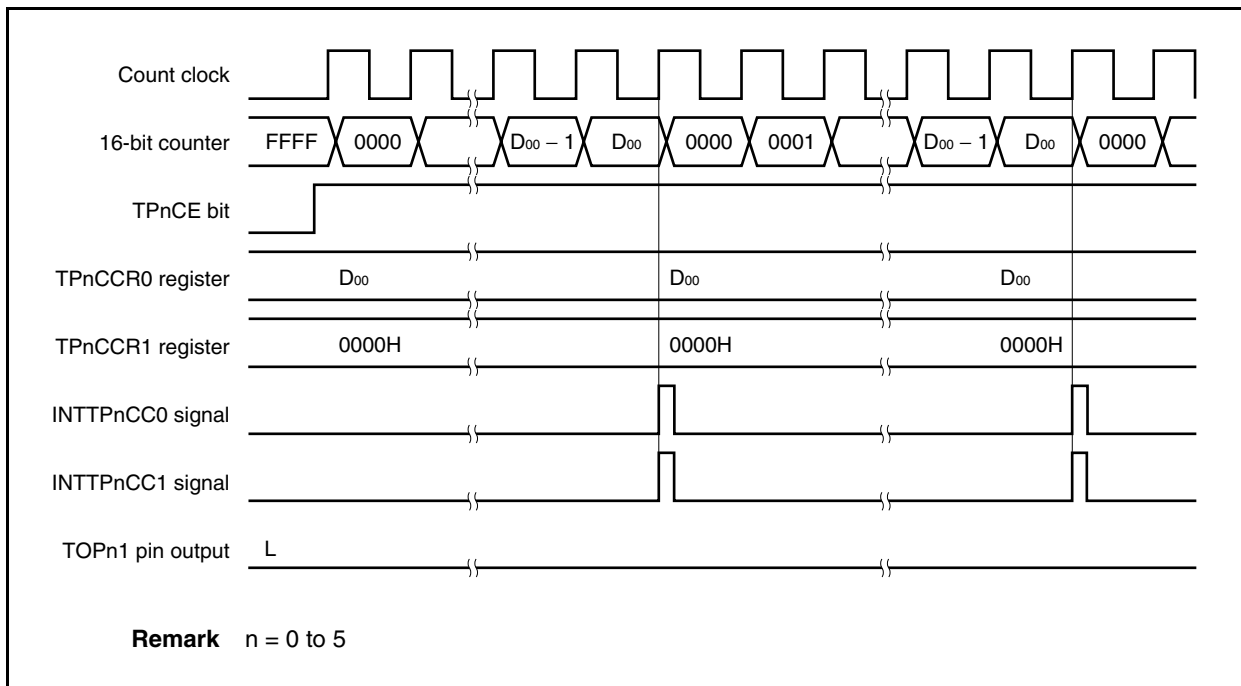 Count clock
16-bit counter FFFF 0000 D00 − 1 D00 0000 0001 D00 − 1 D00 0000
TPnCE bit
TPnCCR0 register D00 D00 D00
TPnCCR1 register 0000H 0000H 0000H
INTTPnCC0 signal
INTTPnCC1 signal
TOPn1 pin output L
Remark n = 0 to 5